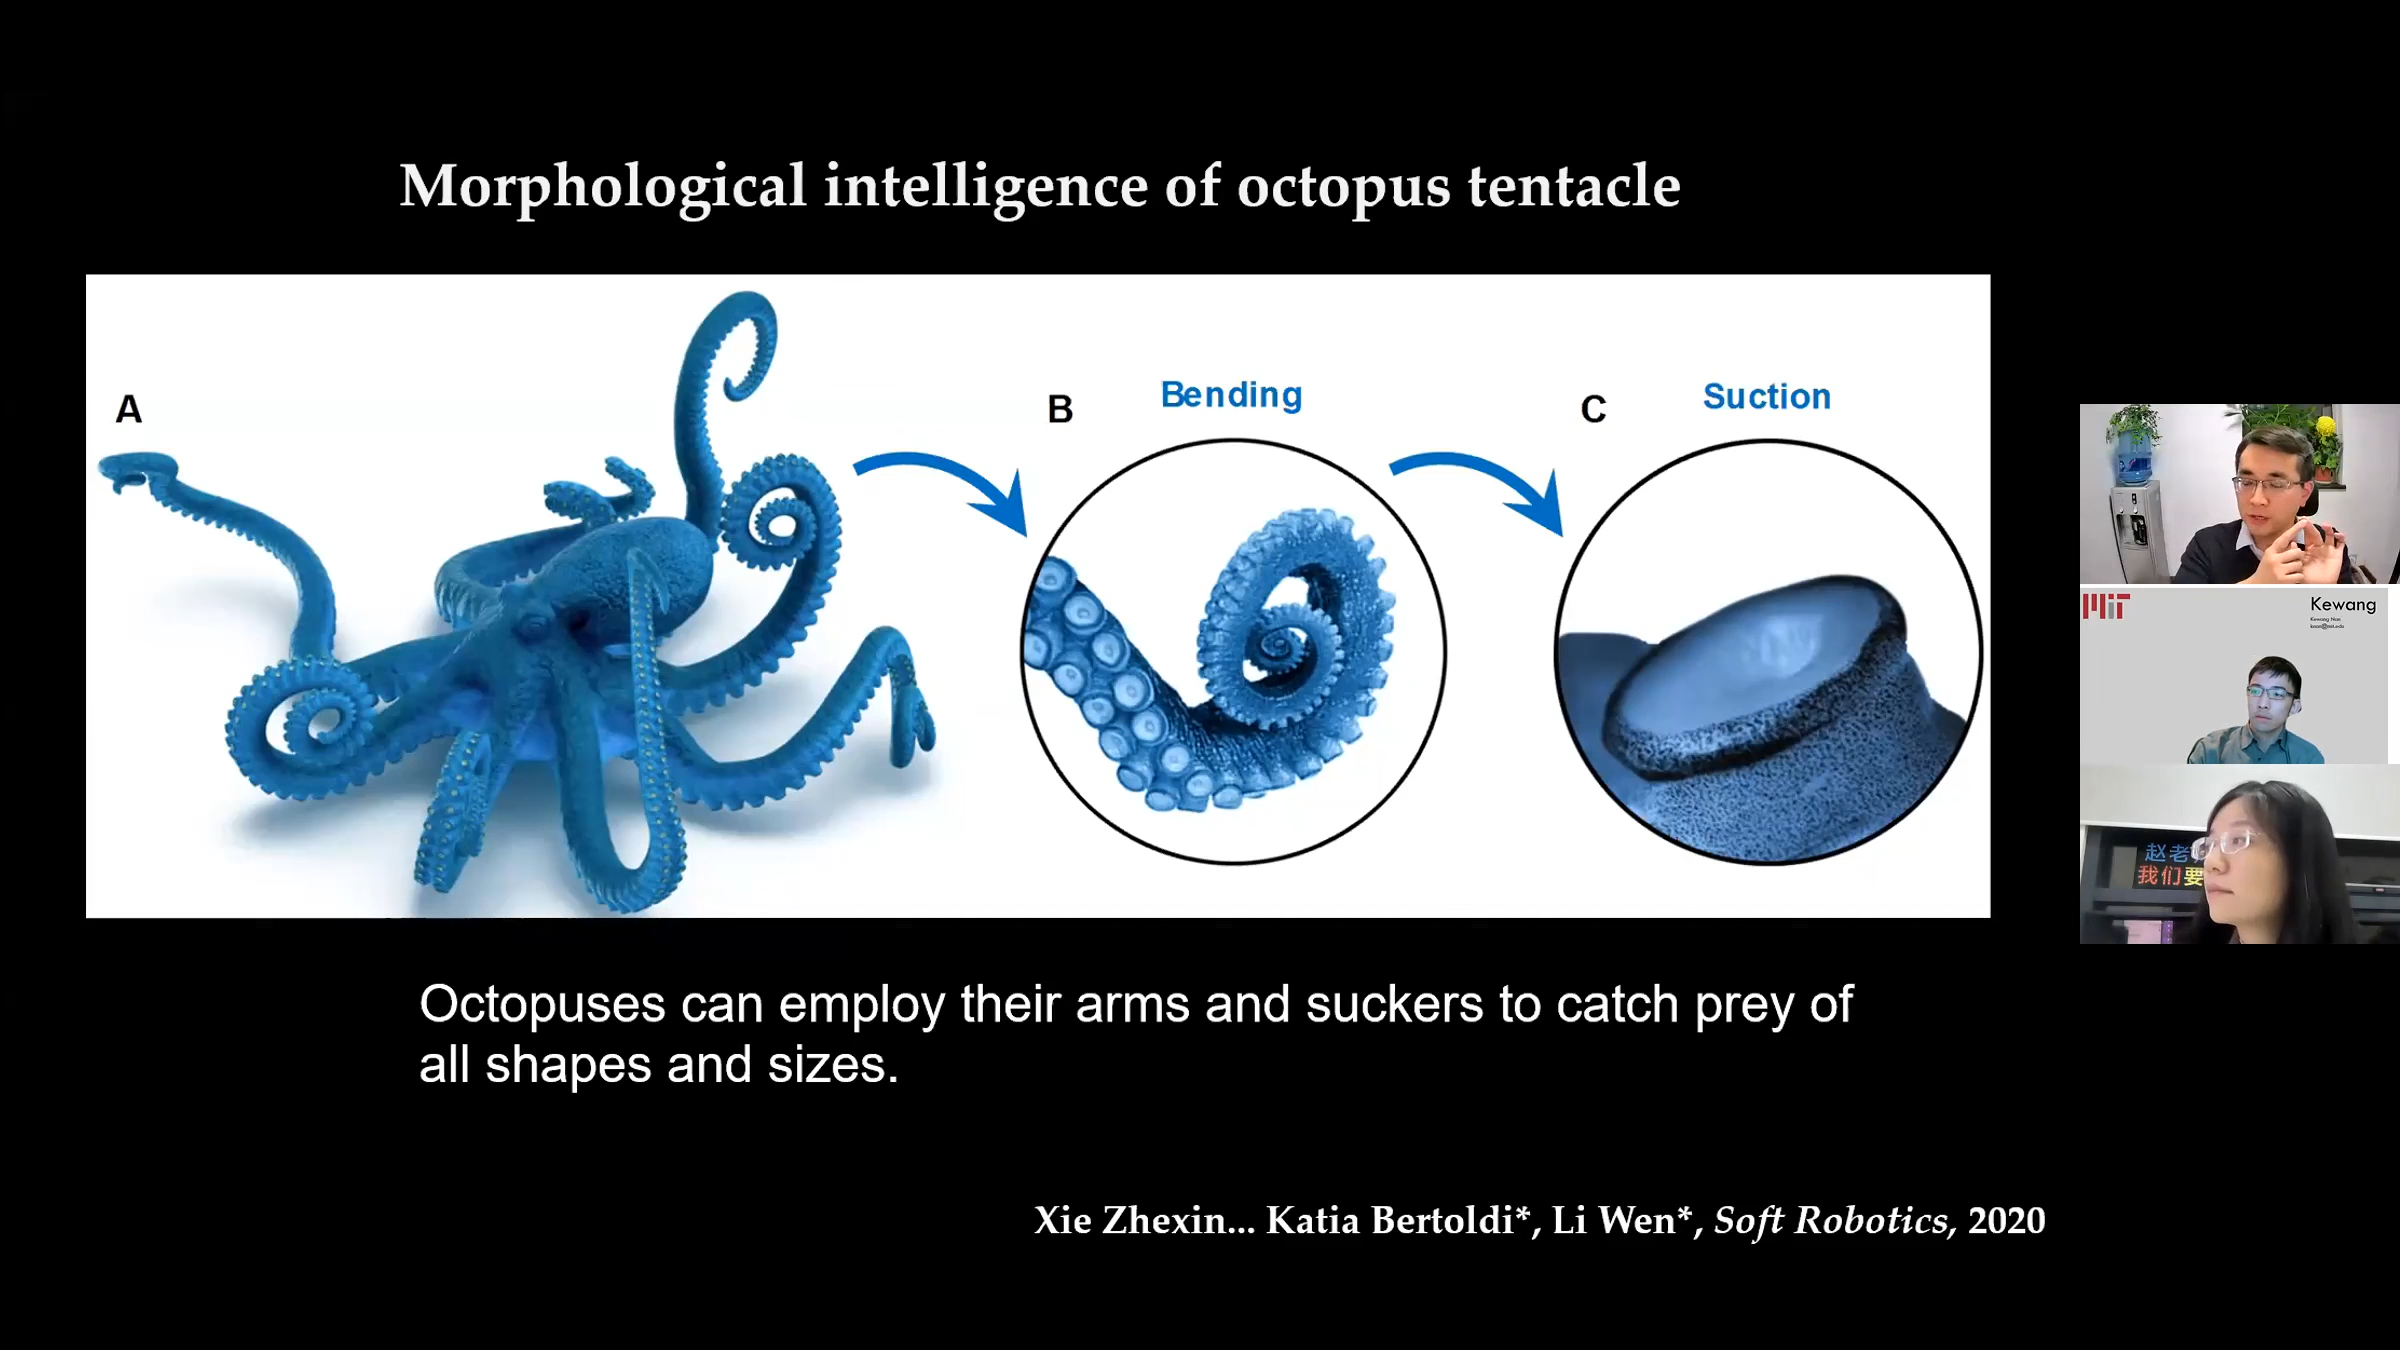 Morphological intelligence of octopus tentacle
A
B
Bending
C
Suction
Octopuses can employ their arms and suckers to catch prey of
all shapes and sizes.
Xie Zhexin... Katia Bertoldi*, Li Wen*, Soft Robotics, 2020
MIT
Kewang
Kewang Nan
赵老
我们要